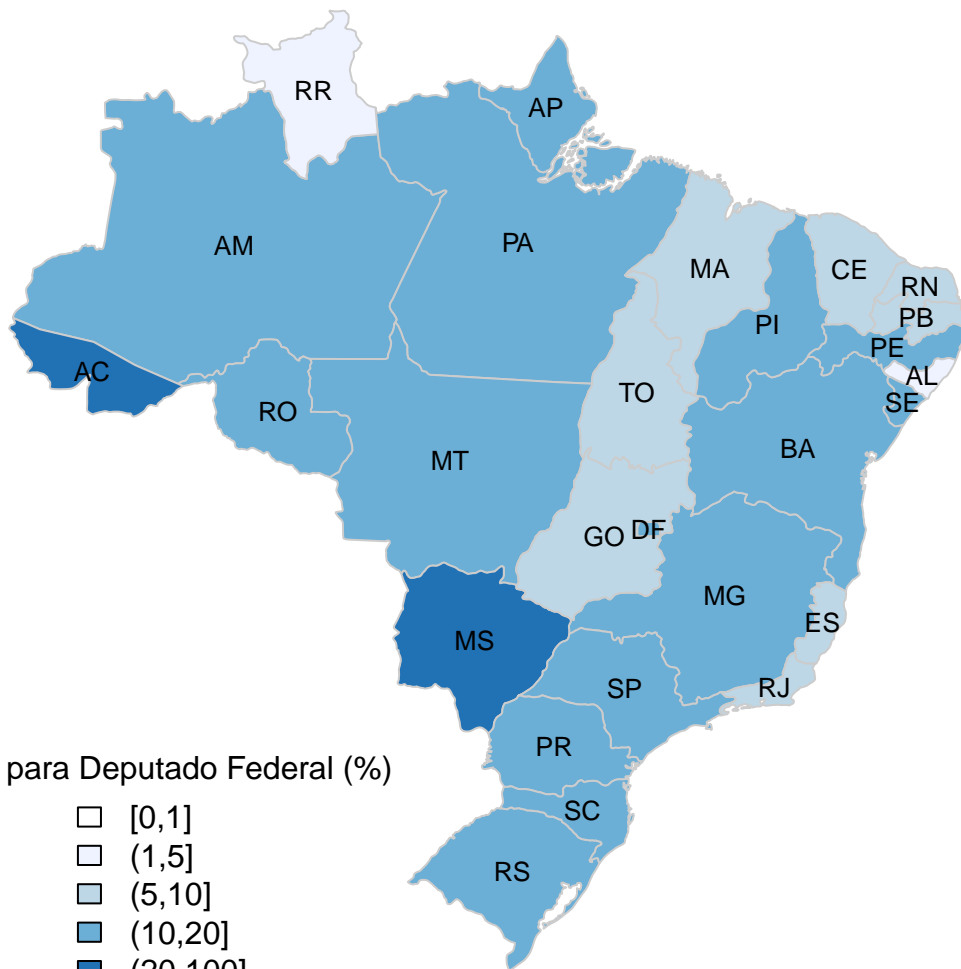 RR
AP
AM
PA
MA
CE
RN
PB
PI
PE
AC
AL
TO
SE
RO
BA
MT
GO
DF
MG
ES
MS
SP
RJ
PR
para Deputado Federal (%)
SC
[0,1]
(1,5]
RS
(5,10]
(10,20]
(20,100]